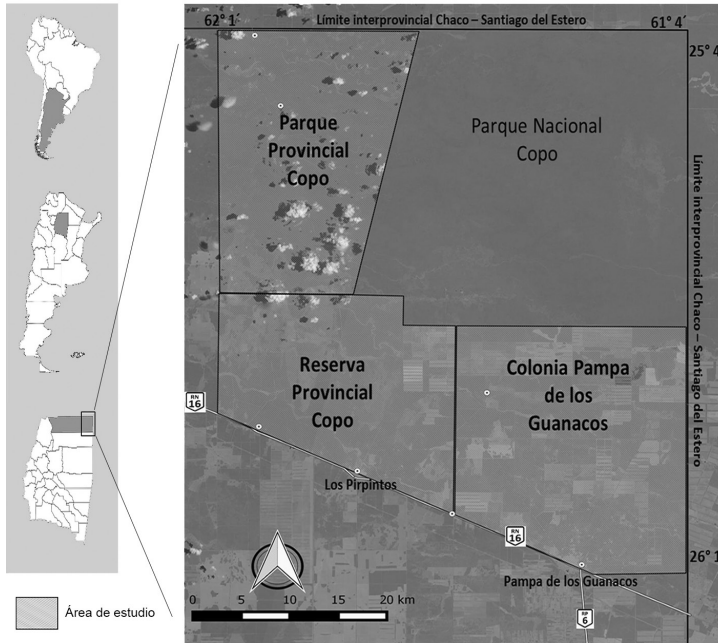 62° 1´
Límite interprovincial Chaco – Santiago del Estero
61° 4´
25° 4´
Parque
Provincial
Copo
Parque Nacional
Copo
Límite interprovincial Chaco – Santiago del Estero
Reserva
Provincial
Copo
Colonia Pampa
de los
Guanacos
RN
16
Los Pirpintos
RN
16
26° 1´
Pampa de los Guanacos
RP
6
0 5 10 15 20 km
Área de estudio